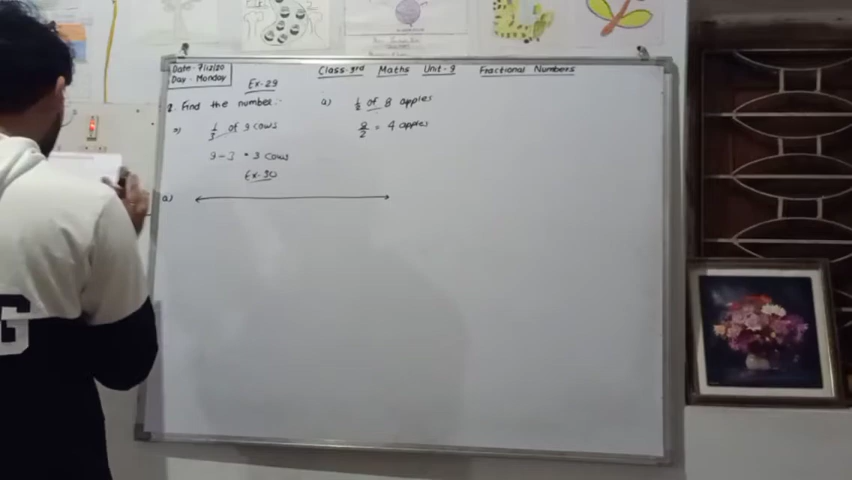 Date- 7/12/20
Day - Monday
Class-3rd Maths Unit-9 Fractional Numbers
Ex-29
2. Find the number:-
a) 1/3 of 9 cows
9 ÷ 3 = 3 cows
a) 1/2 of 8 apples
8/2 = 4 apples
Ex-30
a)
G